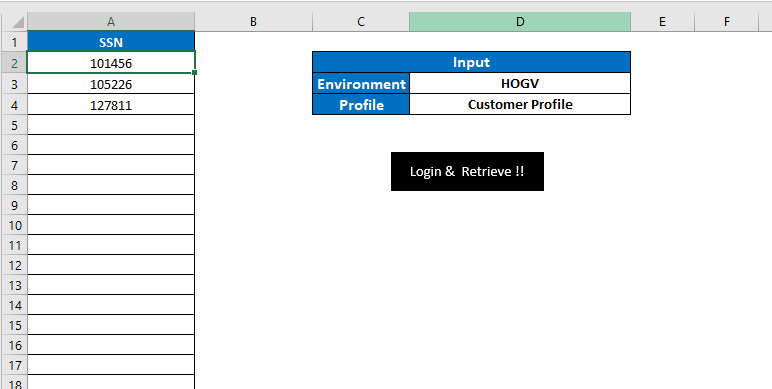 A B C D E F
1 SSN
2 101456 Input
3 105226 Environment HOGV
4 127811 Profile Customer Profile
5
6
7
Login &  Retrieve !!
8
9
10
11
12
13
14
15
16
17
18